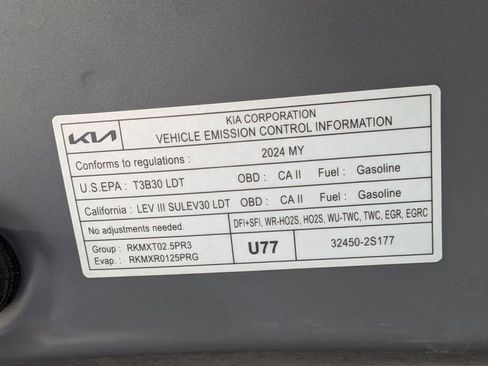 KIA
KIA CORPORATION
VEHICLE EMISSION CONTROL INFORMATION
Conforms to regulations : 2024 MY
U.S.EPA : T3B30 LDT OBD : CA II Fuel : Gasoline
California : LEV III SULEV30 LDT OBD : CA II Fuel : Gasoline
No adjustments needed. DFI+SFI, WR-HO2S, HO2S, WU-TWC, TWC, EGR, EGRC
Group : RKMXT02.5PR3
Evap. : RKMXR0125PRG
U77 32450-2S177